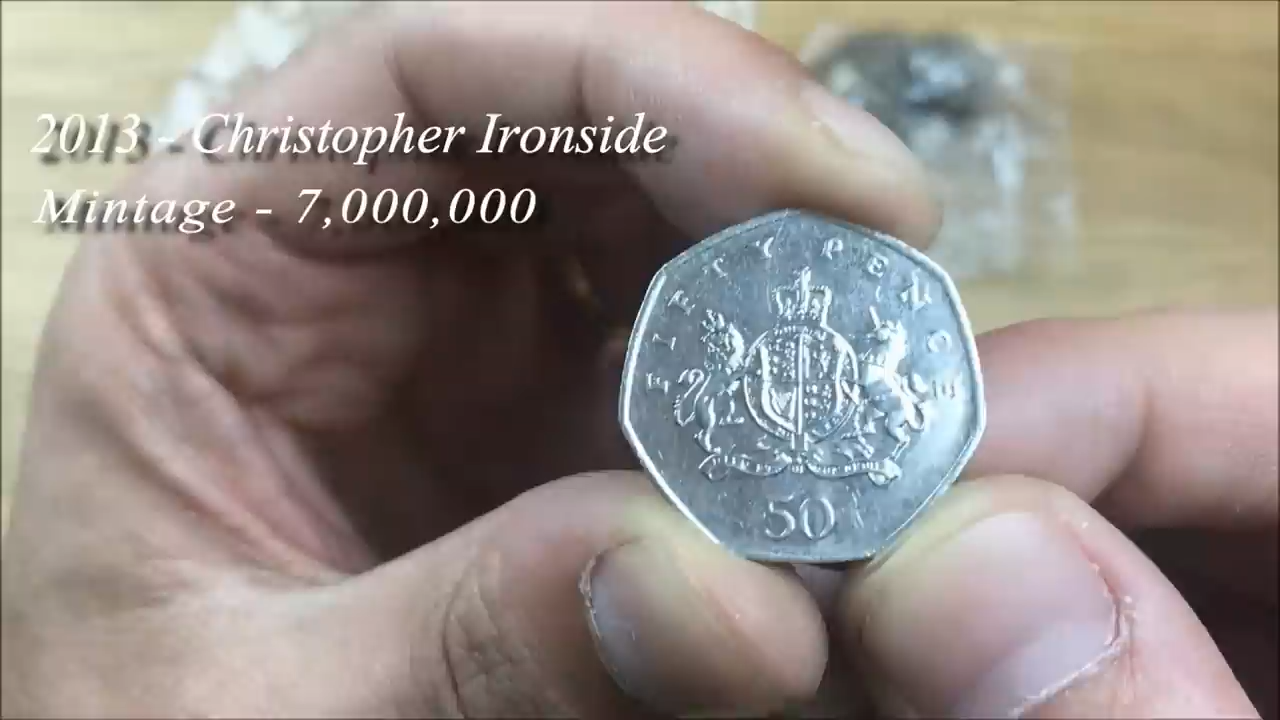 2013 - Christopher Ironside
Mintage - 7,000,000
FIFTY PENCE
50